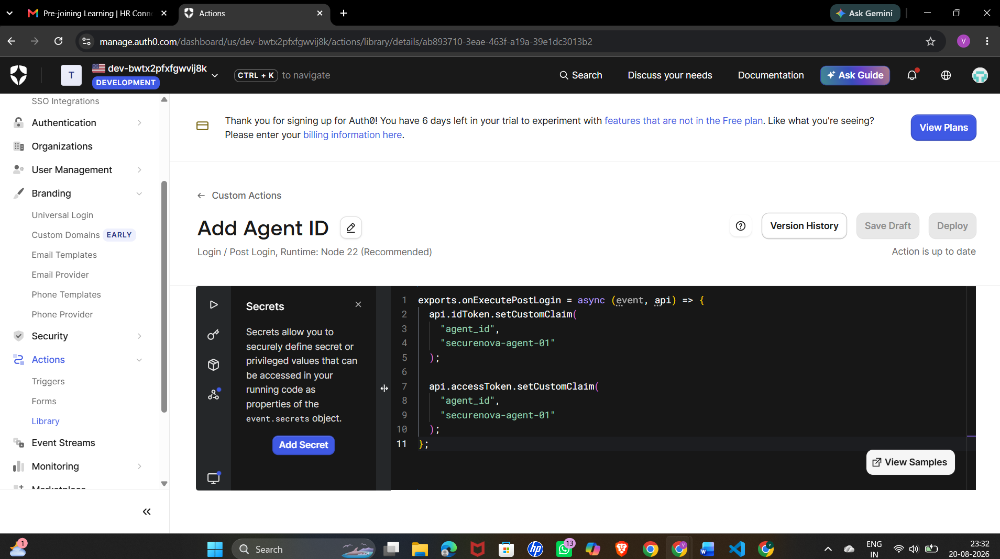 Pre-joining Learning | HR Conne
Actions
Ask Gemini
manage.auth0.com/dashboard/us/dev-bwtx2pfxfgwvij8k/actions/library/details/ab893710-3eae-463f-a19a-39e1dc3013b2
V
T
dev-bwtx2pfxfgwvij8k
DEVELOPMENT
CTRL + K to navigate
Search
Discuss your needs
Documentation
Ask Guide
SSO Integrations
Authentication
Organizations
User Management
Branding
Universal Login
Custom Domains EARLY
Email Templates
Email Provider
Phone Templates
Phone Provider
Security
Actions
Triggers
Forms
Library
Event Streams
Monitoring
Marketplace
Thank you for signing up for Auth0! You have 6 days left in your trial to experiment with features that are not in the Free plan. Like what you're seeing?
Please enter your billing information here.
View Plans
← Custom Actions
Add Agent ID
Login / Post Login, Runtime: Node 22 (Recommended)
Version History
Save Draft
Deploy
Action is up to date
Secrets
Secrets allow you to
securely define secret or
privileged values that can
be accessed in your
running code as
properties of the
event.secrets object.
Add Secret
1 exports.onExecutePostLogin = async (event, api) => {
2 api.idToken.setCustomClaim(
3 "agent_id",
4 "securenova-agent-01"
5 );
6
7 api.accessToken.setCustomClaim(
8 "agent_id",
9 "securenova-agent-01"
10 );
11 };
View Samples
1
Search
13
ENG
IN
23:32
20-08-2026